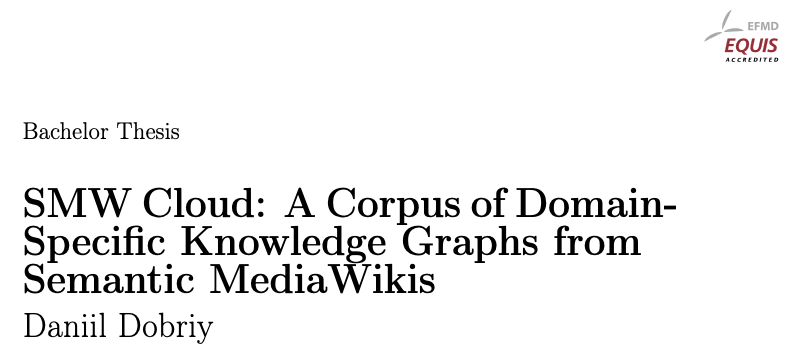 EFMD
EQUIS
ACCREDITED
Bachelor Thesis
SMW Cloud: A Corpus of Domain-
Specific Knowledge Graphs from
Semantic MediaWikis
Daniil Dobriy